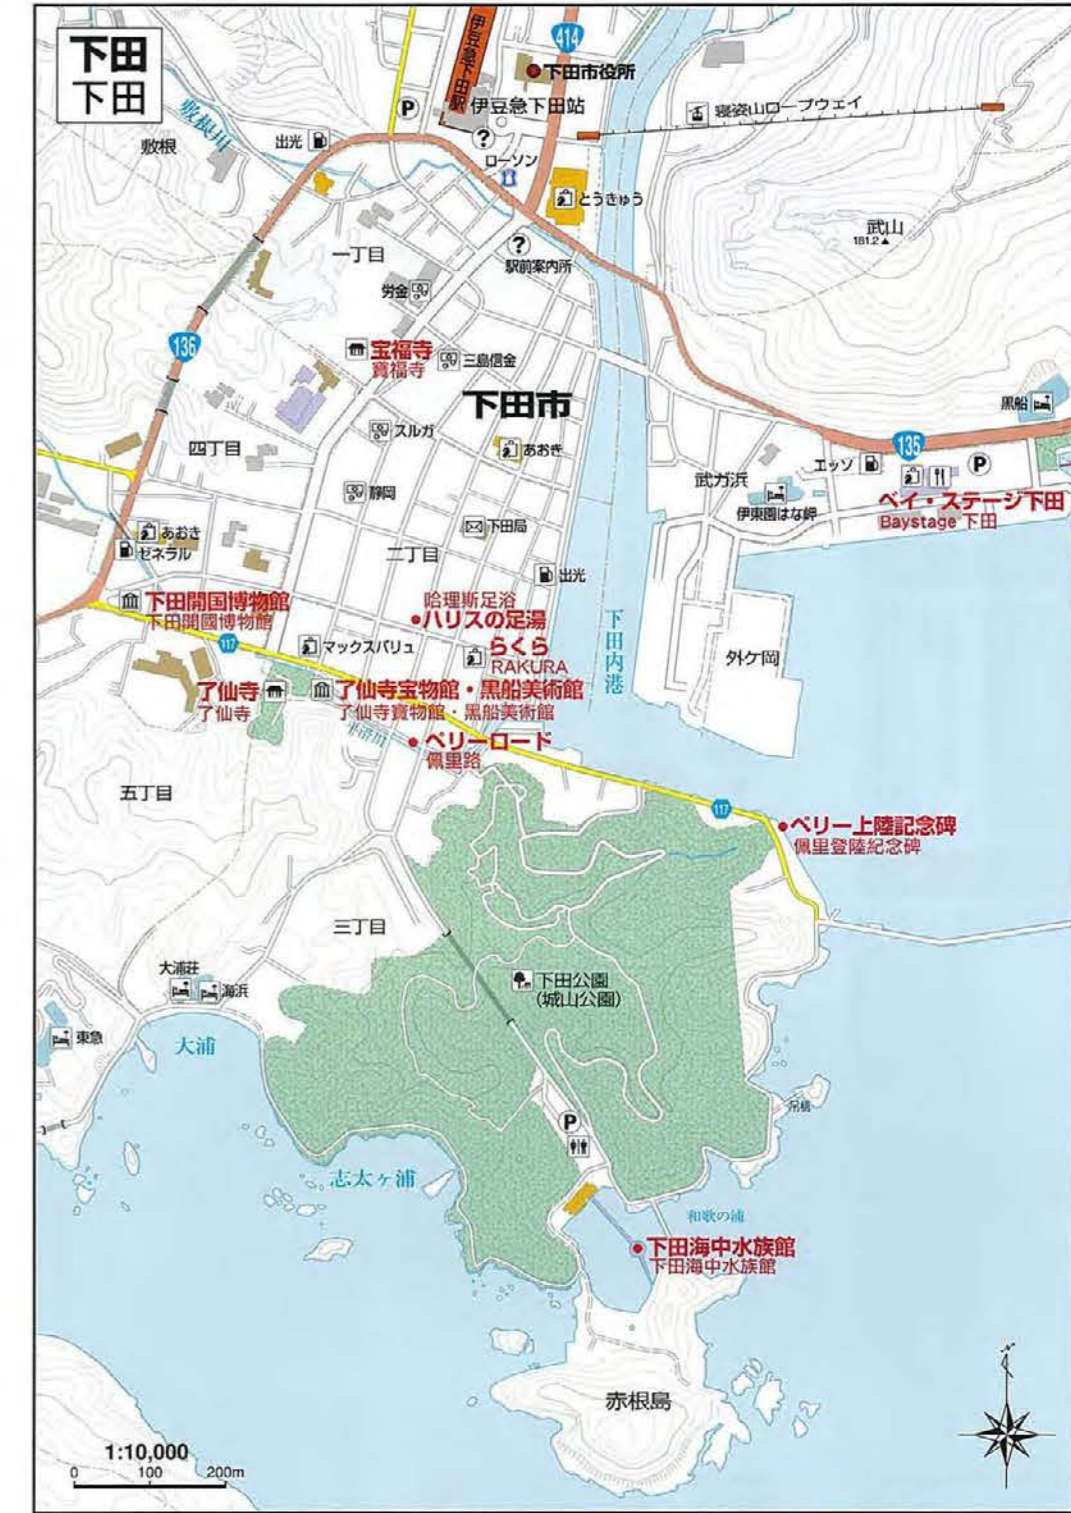 下田
下田
敷根川
敷根
出光
P
伊豆急下田駅
伊豆急下田站
414
下田市役所
寝姿山ロープウェイ
?
ローソン
とうきゅう
武山
181.2
?
駅前案内所
一丁目
労金
136
宝福寺
寶福寺
三島信金
下田市
黒船
スルガ
四丁目
あおき
135
エッソ
P
武ガ浜
静岡
伊東園はな岬
ベイ・ステージ下田
Baystage 下田
下田局
あおき
ゼネラル
二丁目
出光
下田開国博物館
下田開國博物館
哈理斯足浴
ハリスの足湯
下田内港
117
マックスバリュ
らくら
RAKURA
外ケ岡
了仙寺
了仙寺
了仙寺宝物館・黒船美術館
了仙寺寶物館・黒船美術館
平滑川
ペリーロード
佩里路
五丁目
117
ペリー上陸記念碑
佩里登陸紀念碑
三丁目
大浦荘
海浜
下田公園
(城山公園)
東急
大浦
P
志太ヶ浦
和歌の浦
下田海中水族館
下田海中水族館
赤根島
N
1:10,000
0 100 200m